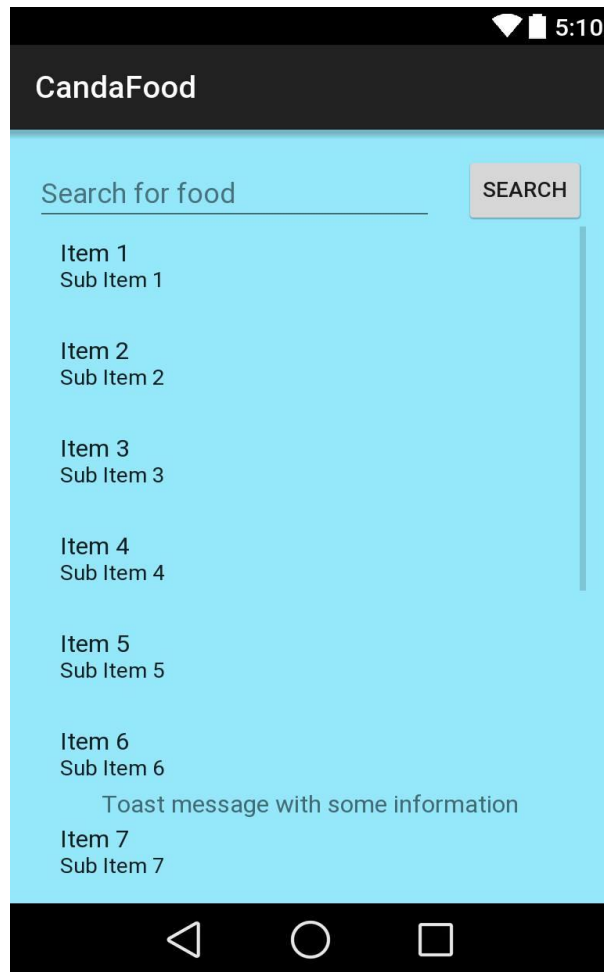 5:10
CandaFood
Search for food
SEARCH
Item 1
Sub Item 1
Item 2
Sub Item 2
Item 3
Sub Item 3
Item 4
Sub Item 4
Item 5
Sub Item 5
Item 6
Sub Item 6
Toast message with some information
Item 7
Sub Item 7